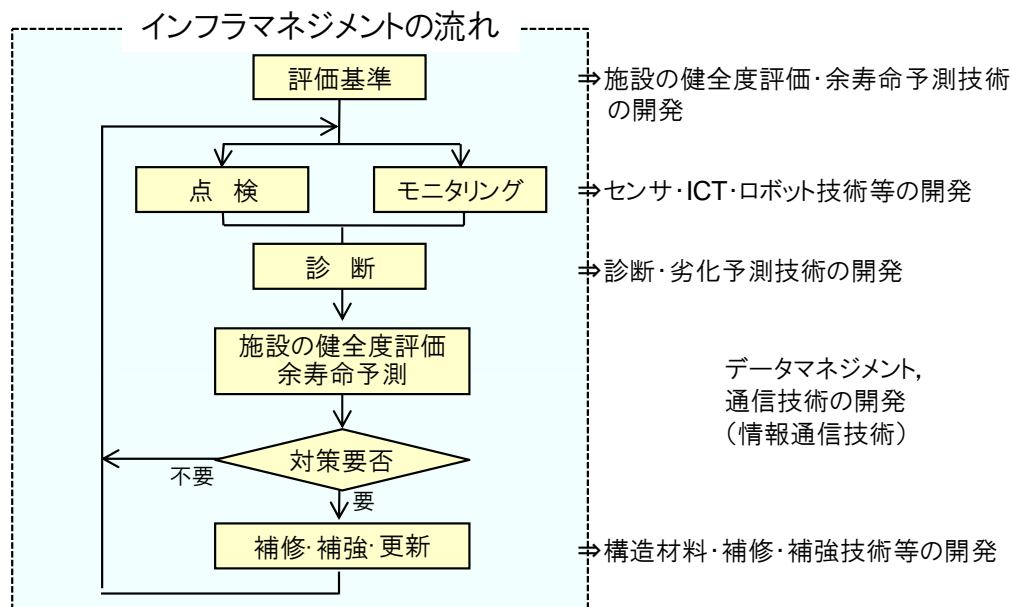 インフラマネジメントの流れ
評価基準
⇒施設の健全度評価・余寿命予測技術
の開発
点　検
モニタリング
⇒センサ・ICT・ロボット技術等の開発
診　断
⇒診断・劣化予測技術の開発
施設の健全度評価
余寿命予測
データマネジメント,
通信技術の開発
（情報通信技術）
対策要否
不要
要
補修・補強・更新
⇒構造材料・補修・補強技術等の開発